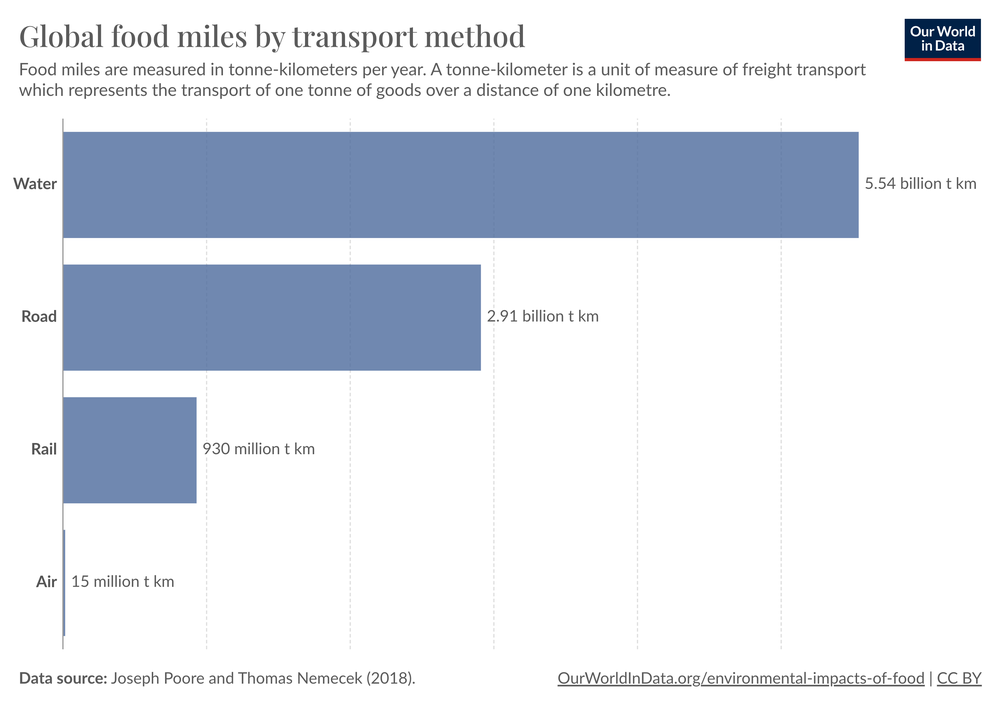 Global food miles by transport method
Our World
in Data
Food miles are measured in tonne-kilometers per year. A tonne-kilometer is a unit of measure of freight transport
which represents the transport of one tonne of goods over a distance of one kilometre.
Water
5.54 billion t km
Road
2.91 billion t km
Rail
930 million t km
Air
15 million t km
Data source: Joseph Poore and Thomas Nemecek (2018).
OurWorldInData.org/environmental-impacts-of-food | CC BY